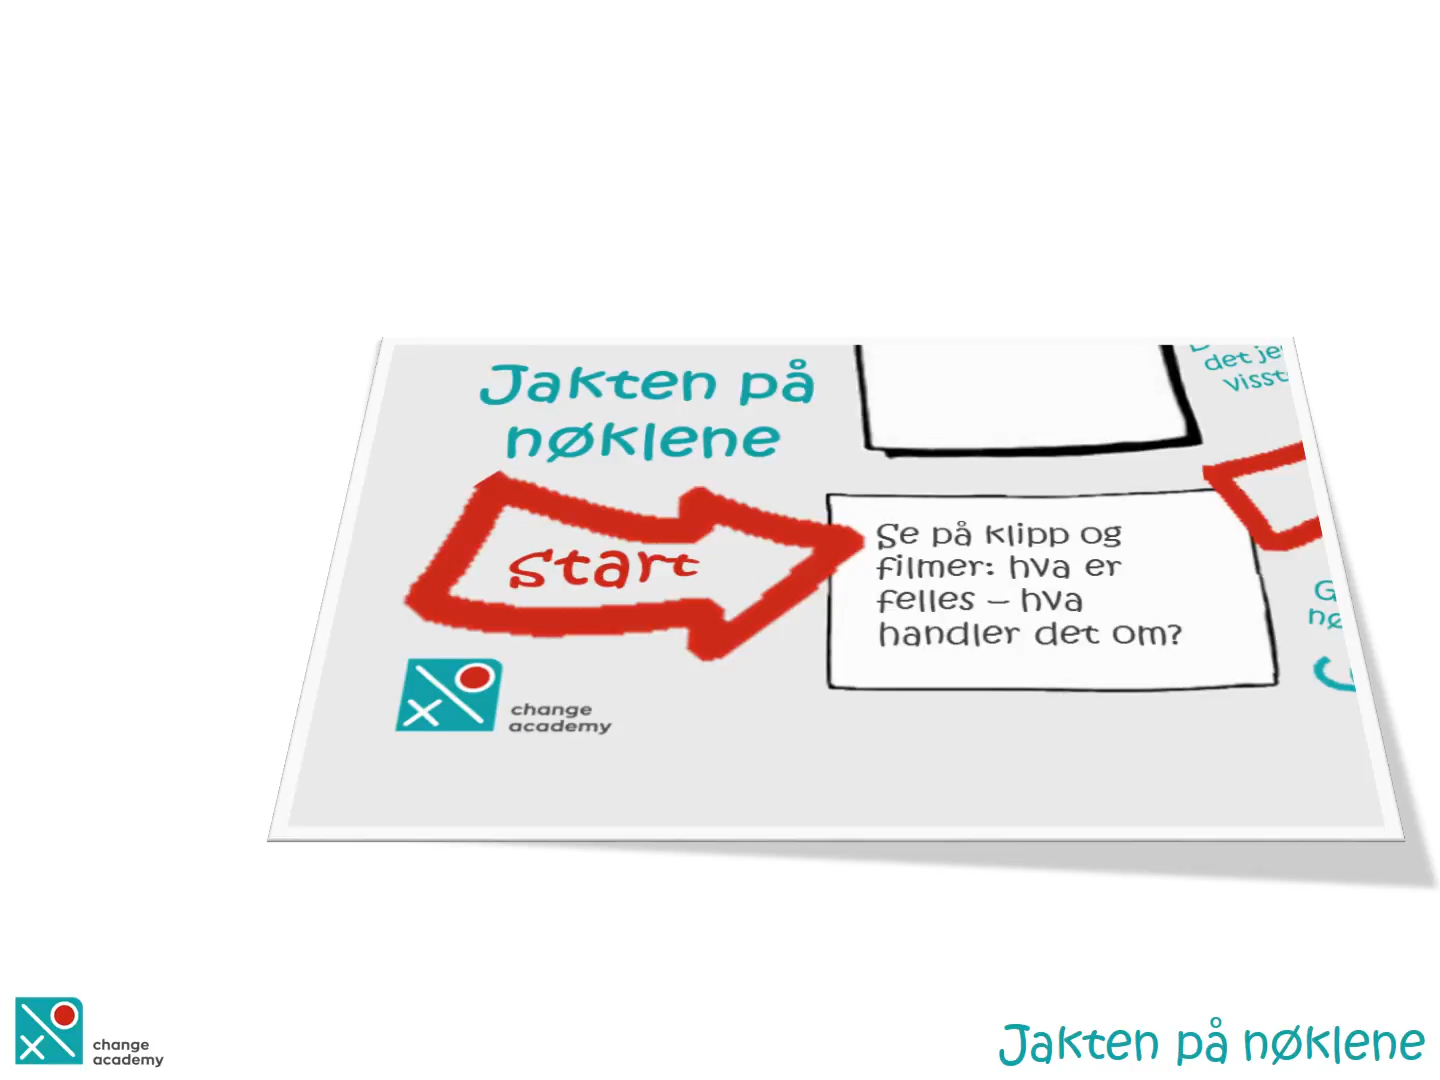 Jakten på
nøklene
det je
visst
Start
Se på klipp og
filmer: hva er
felles – hva
handler det om?
G
nø
change
academy
change
academy
Jakten på nøklene